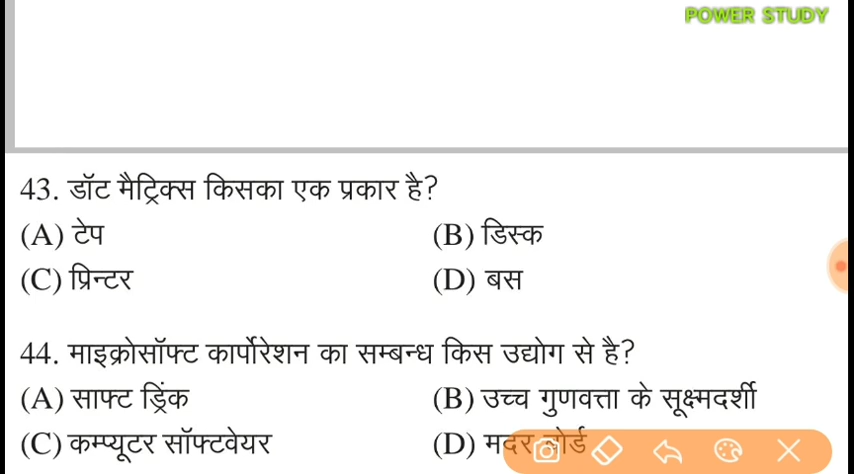 POWER STUDY
43. डॉट मैट्रिक्स किसका एक प्रकार है?
(A) टेप (B) डिस्क
(C) प्रिन्टर (D) बस
44. माइक्रोसॉफ्ट कार्पोरेशन का सम्बन्ध किस उद्योग से है?
(A) साफ्ट ड्रिंक (B) उच्च गुणवत्ता के सूक्ष्मदर्शी
(C) कम्प्यूटर सॉफ्टवेयर (D) मदर बोर्ड